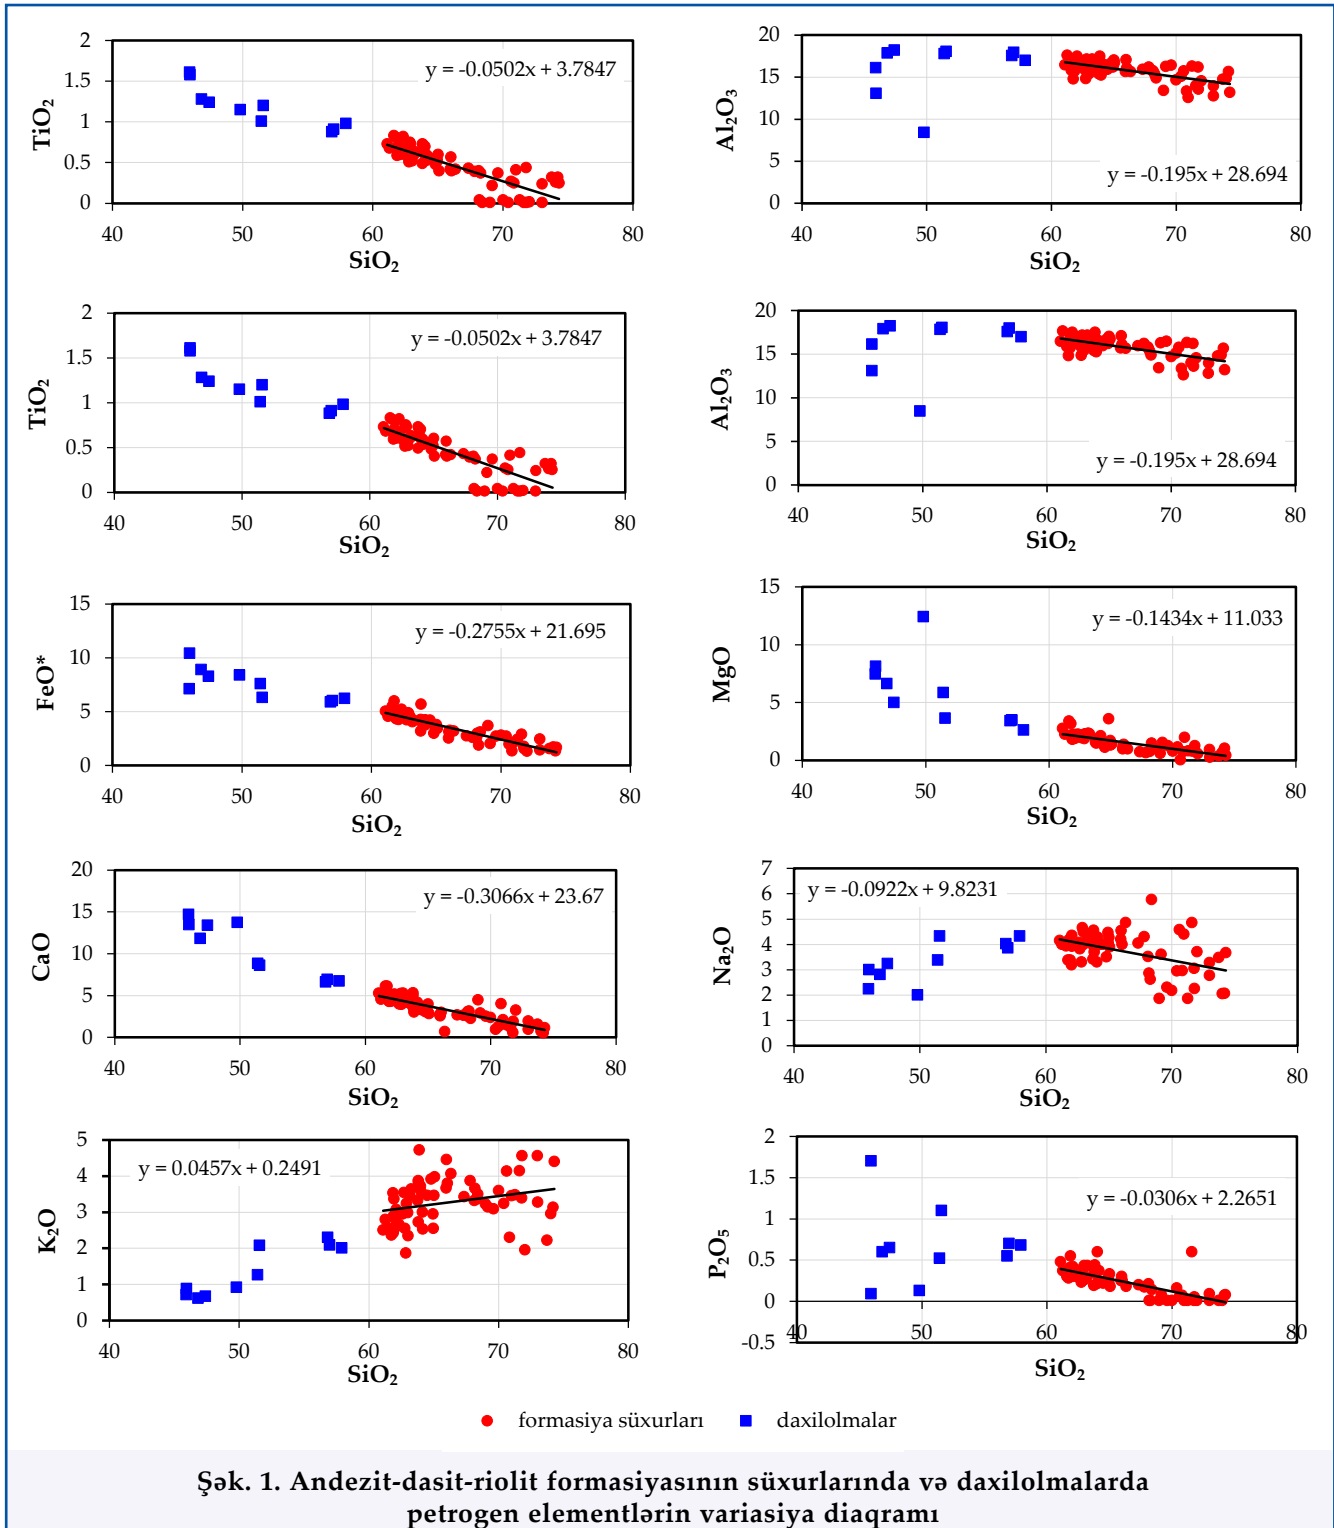 2
1.5
1
0.5
0
TiO₂
y = -0.0502x + 3.7847
40 50 60 70 80
SiO₂
20
15
10
5
0
Al₂O₃
y = -0.195x + 28.694
40 50 60 70 80
SiO₂
2
1.5
1
0.5
0
TiO₂
y = -0.0502x + 3.7847
40 50 60 70 80
SiO₂
20
15
10
5
0
Al₂O₃
y = -0.195x + 28.694
40 50 60 70 80
SiO₂
15
10
5
0
FeO*
y = -0.2755x + 21.695
40 50 60 70 80
SiO₂
15
10
5
0
MgO
y = -0.1434x + 11.033
40 50 60 70 80
SiO₂
20
15
10
5
0
CaO
y = -0.3066x + 23.67
40 50 60 70 80
SiO₂
7
6
5
4
3
2
1
0
Na₂O
y = -0.0922x + 9.8231
40 50 60 70 80
SiO₂
5
4
3
2
1
0
K₂O
y = 0.0457x + 0.2491
40 50 60 70 80
SiO₂
2
1.5
1
0.5
0
-0.5
P₂O₅
y = -0.0306x + 2.2651
40 50 60 70 80
SiO₂
formasiya süxurları daxilolmalar
Şək. 1. Andezit-dasit-riolit formasiyasının süxurlarında və daxilolmalarda
petrogen elementlərin variasiya diaqramı